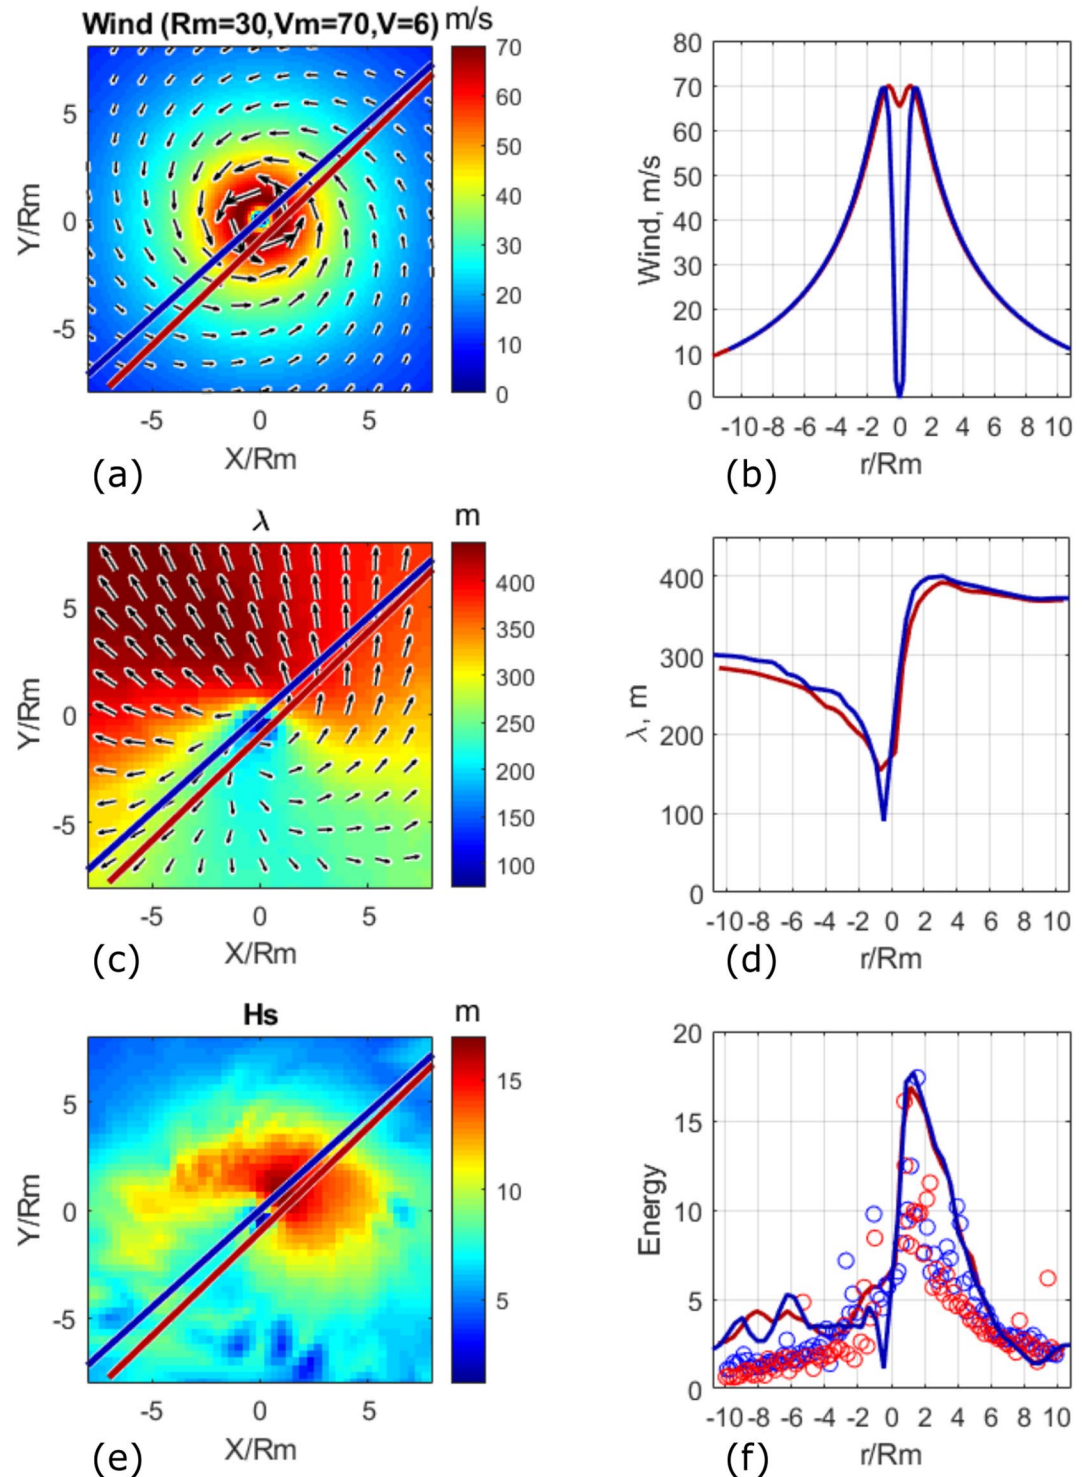 Wind (Rm=30,Vm=70,V=6) m/s
70
60
50
40
30
20
10
0
5
0
-5
Y/Rm
-5 0 5
X/Rm
(a)
80
70
60
50
40
30
20
10
0
Wind, m/s
-10 -8 -6 -4 -2 0 2 4 6 8 10
r/Rm
(b)
λ m
400
350
300
250
200
150
100
5
0
-5
Y/Rm
-5 0 5
X/Rm
(c)
400
300
200
100
0
λ, m
-10 -8 -6 -4 -2 0 2 4 6 8 10
r/Rm
(d)
Hs m
15
10
5
5
0
-5
Y/Rm
-5 0 5
X/Rm
(e)
20
15
10
5
0
Energy
-10 -8 -6 -4 -2 0 2 4 6 8 10
r/Rm
(f)